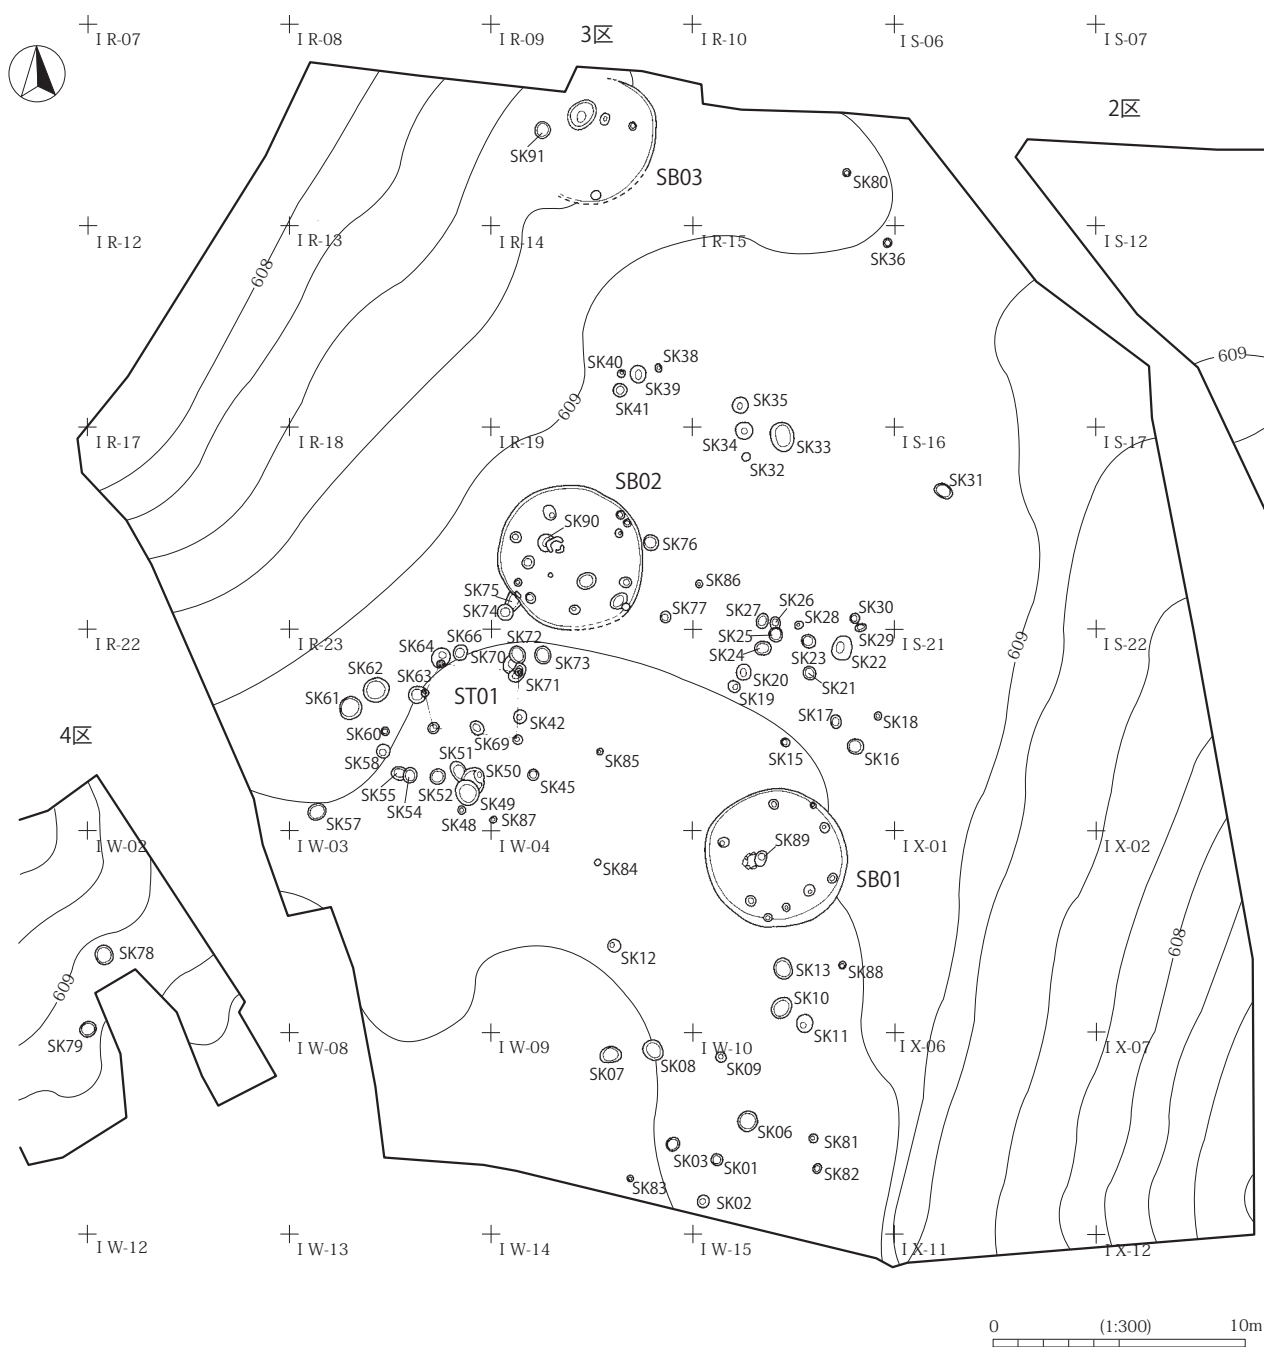 I R-07
I R-08
I R-09
3区
I R-10
I S-06
I S-07
2区
SK91
SB03
SK80
I R-12
I R-13
I R-14
I R-15
I S-12
SK36
608
609
SK40
SK38
SK39
SK41
SK35
609
SK34
SK33
I R-17
I R-18
I R-19
I S-16
I S-17
SK32
SK31
SB02
SK90
SK76
SK86
SK75
SK74
SK77
SK27
SK26
SK28
SK30
SK25
SK29
I R-22
I R-23
SK24
SK23
SK22
I S-21
I S-22
609
SK64
SK66
SK72
SK70
SK73
SK62
SK63
SK71
SK20
SK21
SK61
ST01
SK19
SK42
SK17
SK18
4区
SK60
SK69
SK58
SK51
SK50
SK85
SK15
SK16
SK55
SK54
SK52
SK49
SK45
SK57
SK48
SK87
I W-02
I W-03
I W-04
SK89
I X-01
I X-02
SK84
SB01
SK78
SK12
608
609
SK13
SK88
SK10
SK11
SK79
I W-08
I W-09
I W-10
I X-06
I X-07
SK07
SK08
SK09
SK06
SK81
SK03
SK01
SK82
SK83
SK02
I W-12
I W-13
I W-14
I W-15
I X-11
I X-12
0 (1:300) 10m